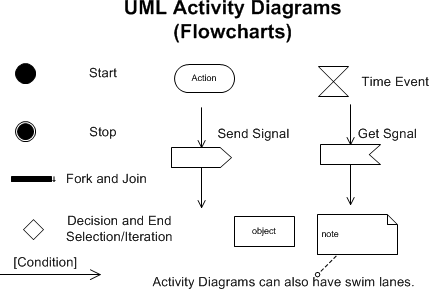 UML Activity Diagrams
(Flowcharts)
Start
Action
Time Event
Stop
Send Signal
Get Sgnal
Fork and Join
Decision and End
Selection/Iteration
object
note
[Condition]
Activity Diagrams can also have swim lanes.